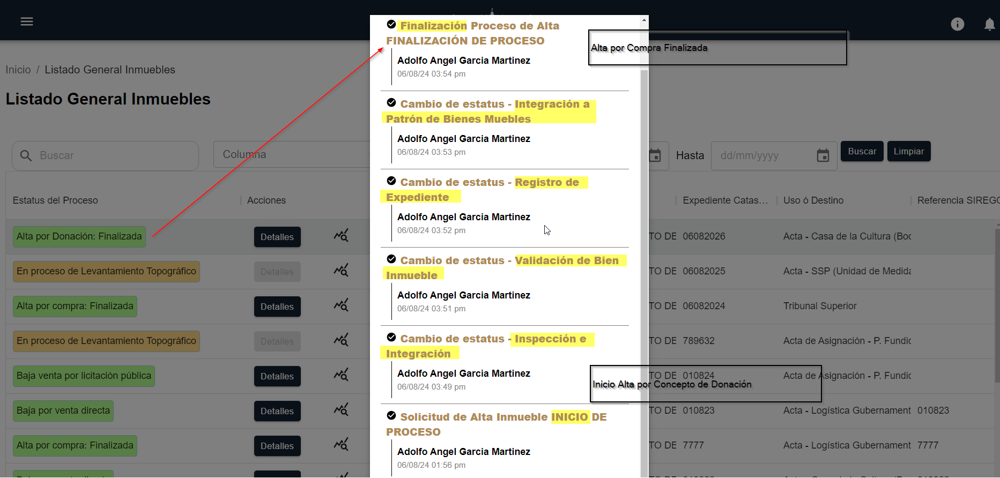 Finalización Proceso de Alta
FINALIZACIÓN DE PROCESO
Adolfo Angel Garcia Martinez
06/08/24 03:54 pm
Alta por Compra Finalizada
Inicio / Listado General Inmuebles
Listado General Inmuebles
Cambio de estatus - Integración a
Patrón de Bienes Muebles
Adolfo Angel Garcia Martinez
06/08/24 03:53 pm
Buscar
Columna
Hasta
dd/mm/yyyy
Buscar
Limpiar
Cambio de estatus - Registro de
Expediente
Adolfo Angel Garcia Martinez
06/08/24 03:52 pm
Estatus del Proceso
Acciones
Expediente Catas...
Uso ó Destino
Referencia SIREGO
Alta por Donación: Finalizada
Detalles
TO DE
06082026
Acta - Casa de la Cultura (Boc
En proceso de Levantamiento Topográfico
Detalles
TO DE
06082025
Acta - SSP (Unidad de Medida
Cambio de estatus - Validación de Bien
Inmueble
Adolfo Angel Garcia Martinez
06/08/24 03:51 pm
Alta por compra: Finalizada
Detalles
TO DE
06082024
Tribunal Superior
En proceso de Levantamiento Topográfico
Detalles
TO DE
789632
Acta de Asignación - P. Fundic
Cambio de estatus - Inspección e
Integración
Adolfo Angel Garcia Martinez
06/08/24 03:49 pm
Baja venta por licitación pública
Detalles
TO DE
010824
Acta de Asignación - P. Fundic
Inicio Alta por Concepto de Donación
Baja por venta directa
Detalles
TO DE
010823
Acta - Logística Gubernament
010823
Solicitud de Alta Inmueble INICIO DE
PROCESO
Adolfo Angel Garcia Martinez
06/08/24 01:56 pm
Alta por compra: Finalizada
Detalles
TO DE
7777
Acta - Logística Gubernament
7777